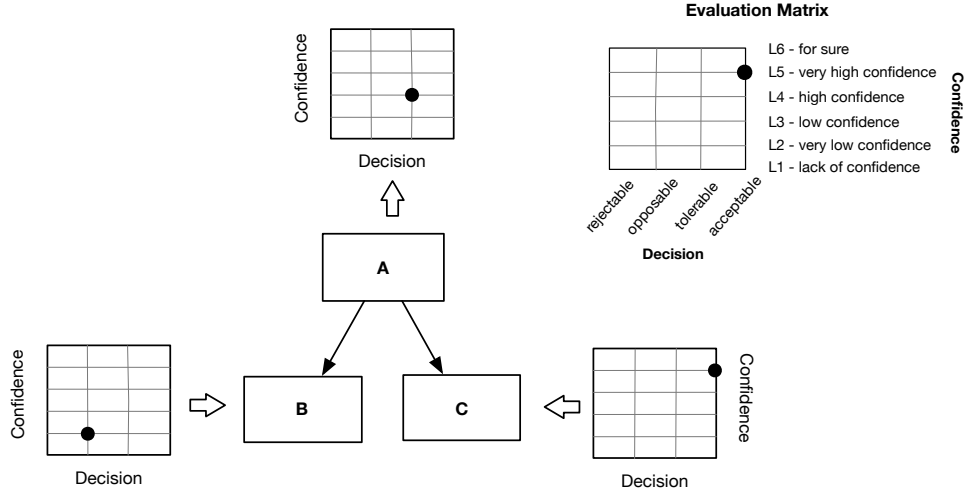 Evaluation Matrix
Confidence
Decision
L6 - for sure
L5 - very high confidence
L4 - high confidence
L3 - low confidence
L2 - very low confidence
L1 - lack of confidence
Confidence
rejectable
opposable
tolerable
acceptable
Decision
A
Confidence
Decision
B
C
Confidence
Decision